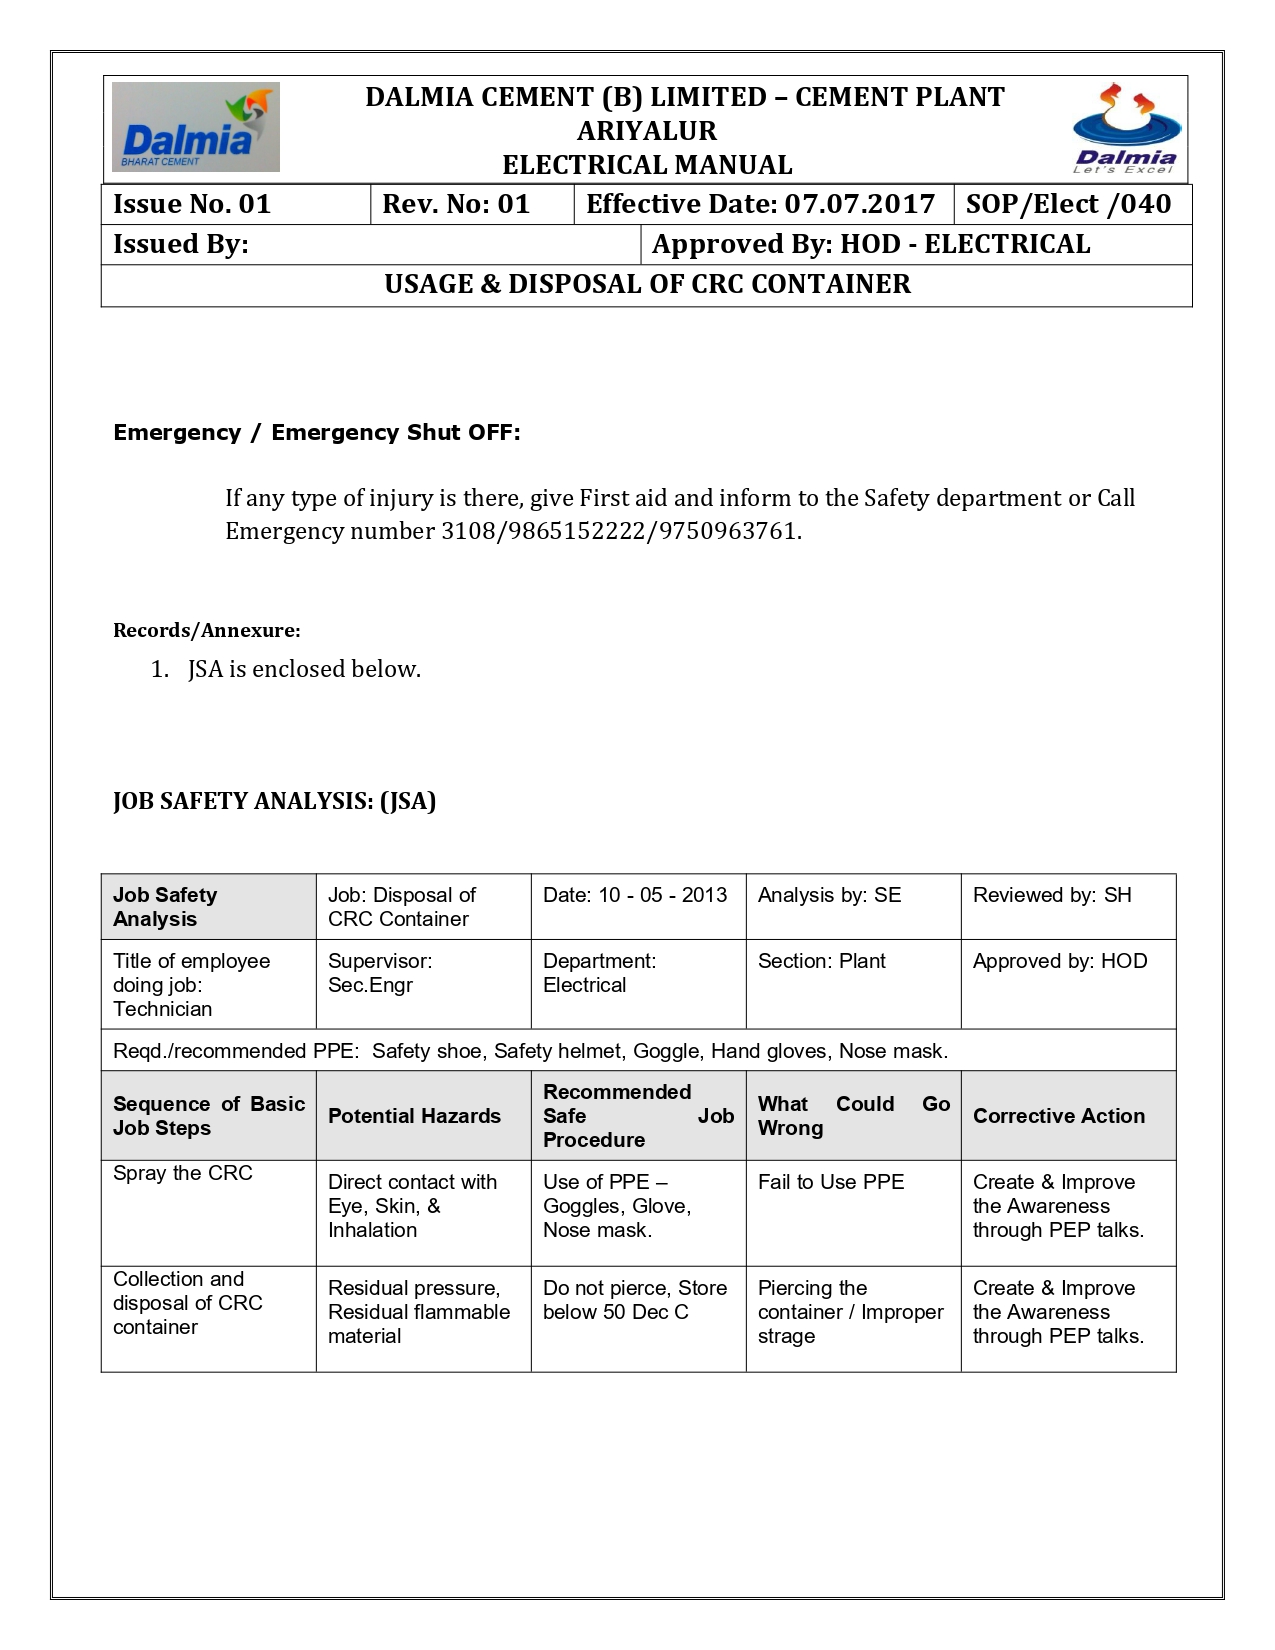 Dalmia
BHARAT CEMENT
DALMIA CEMENT (B) LIMITED – CEMENT PLANT
ARIYALUR
ELECTRICAL MANUAL
Dalmia
Let's Excel
Issue No. 01 Rev. No: 01 Effective Date: 07.07.2017 SOP/Elect /040
Issued By: Approved By: HOD - ELECTRICAL
USAGE & DISPOSAL OF CRC CONTAINER
Emergency / Emergency Shut OFF:
If any type of injury is there, give First aid and inform to the Safety department or Call
Emergency number 3108/9865152222/9750963761.
Records/Annexure:
1. JSA is enclosed below.
JOB SAFETY ANALYSIS: (JSA)
Job Safety
Analysis
Job: Disposal of
CRC Container
Date: 10 - 05 - 2013
Analysis by: SE
Reviewed by: SH
Title of employee
doing job:
Technician
Supervisor:
Sec.Engr
Department:
Electrical
Section: Plant
Approved by: HOD
Reqd./recommended PPE: Safety shoe, Safety helmet, Goggle, Hand gloves, Nose mask.
Sequence of Basic
Job Steps
Potential Hazards
Recommended
Safe Job
Procedure
What Could Go
Wrong
Corrective Action
Spray the CRC
Direct contact with
Eye, Skin, &
Inhalation
Use of PPE –
Goggles, Glove,
Nose mask.
Fail to Use PPE
Create & Improve
the Awareness
through PEP talks.
Collection and
disposal of CRC
container
Residual pressure,
Residual flammable
material
Do not pierce, Store
below 50 Dec C
Piercing the
container / Improper
strage
Create & Improve
the Awareness
through PEP talks.